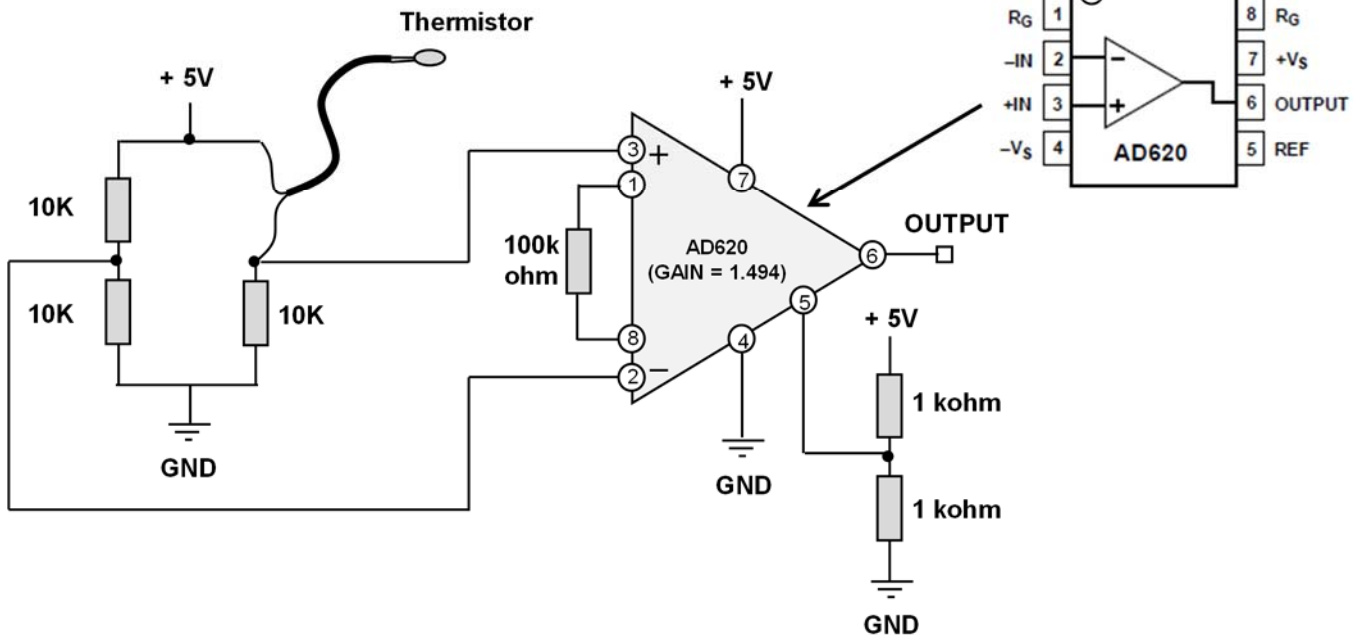 Thermistor
+ 5V
10K
10K
10K
GND
100k
ohm
3
+
1
8
2
−
+ 5V
7
AD620
(GAIN = 1.494)
6
OUTPUT
5
4
GND
+ 5V
1 kohm
1 kohm
GND
RG 1
8 RG
–IN 2
−
7 +VS
+IN 3
+
6 OUTPUT
–VS 4
AD620
5 REF